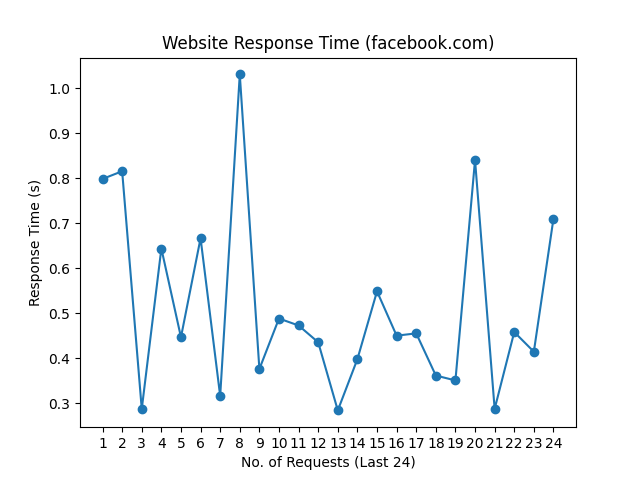 Website Response Time (facebook.com)
1.0
0.9
0.8
0.7
0.6
0.5
0.4
0.3
Response Time (s)
1 2 3 4 5 6 7 8 9 10 11 12 13 14 15 16 17 18 19 20 21 22 23 24
No. of Requests (Last 24)